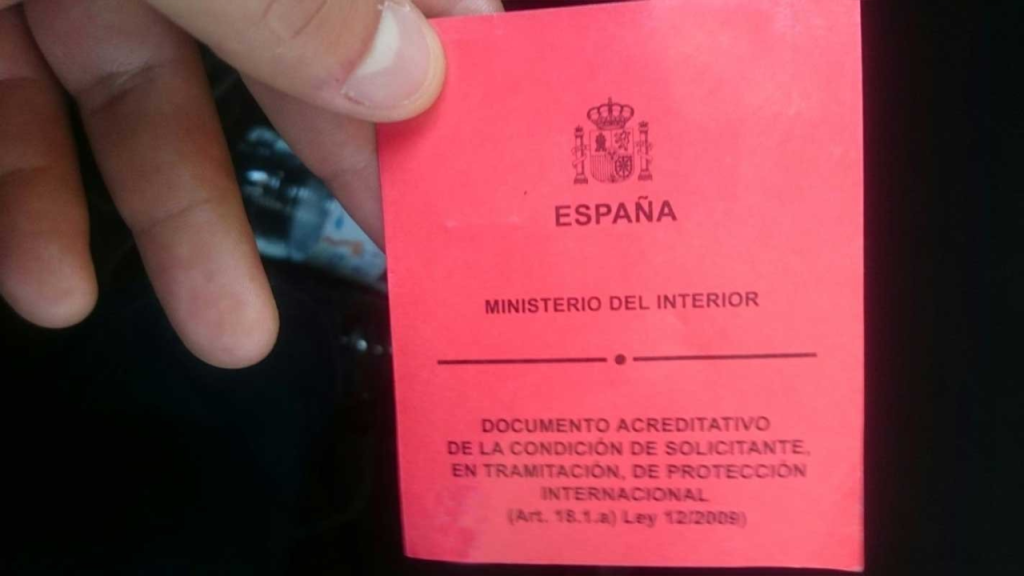 ESPAÑA
MINISTERIO DEL INTERIOR
DOCUMENTO ACREDITATIVO
DE LA CONDICIÓN DE SOLICITANTE,
EN TRAMITACIÓN, DE PROTECCIÓN
INTERNACIONAL
(Art. 18.1.a) Ley 12/2009)